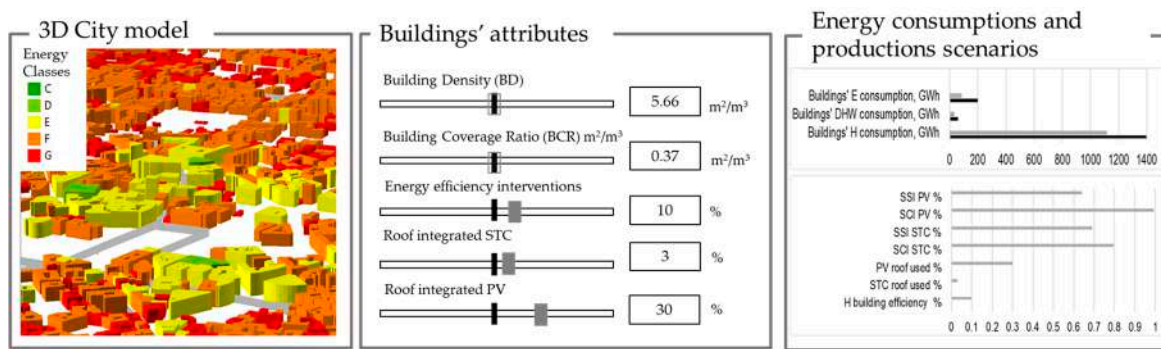 3D City model
Energy
Classes
C
D
E
F
G
Buildings’ attributes
Building Density (BD)
5.66 m²/m³
Building Coverage Ratio (BCR) m²/m³
0.37 m²/m³
Energy efficiency interventions
10 %
Roof integrated STC
3 %
Roof integrated PV
30 %
Energy consumptions and
productions scenarios
Buildings' E consumption, GWh
Buildings' DHW consumption, GWh
Buildings' H consumption, GWh
0 200 400 600 800 1000 1200 1400
SSI PV %
SCI PV %
SSI STC %
SCI STC %
PV roof used %
STC roof used %
H building efficiency %
0 0.1 0.2 0.3 0.4 0.5 0.6 0.7 0.8 0.9 1